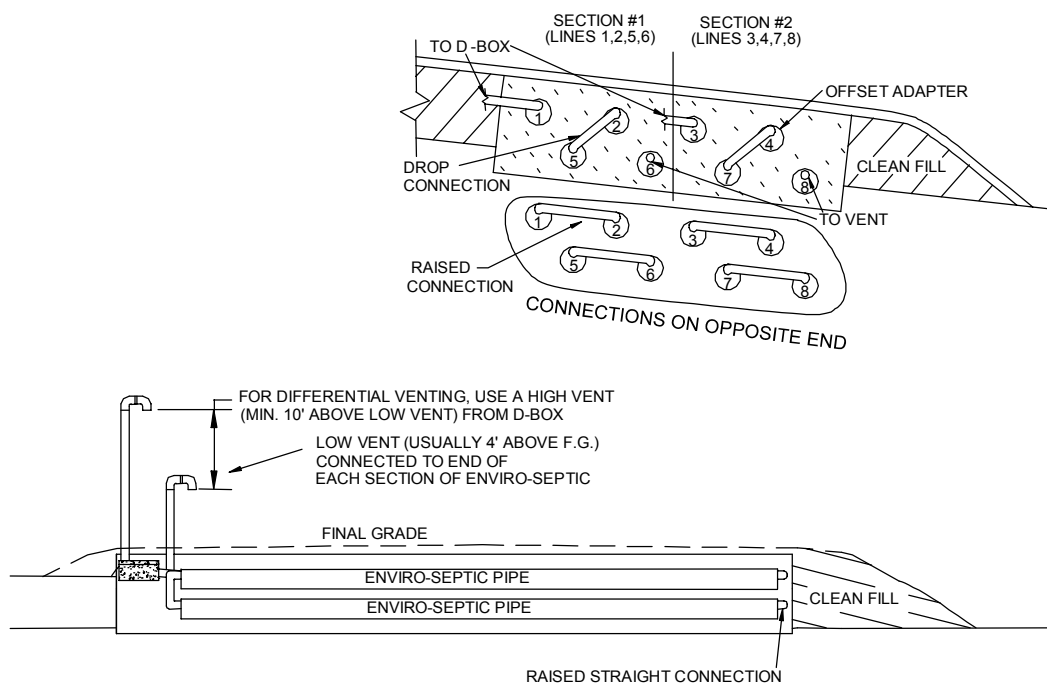 SECTION #1
(LINES 1,2,5,6)
SECTION #2
(LINES 3,4,7,8)
TO D-BOX
OFFSET ADAPTER
1
2
3
4
5
6
7
8
DROP
CONNECTION
CLEAN FILL
TO VENT
1
2
3
4
5
6
7
8
RAISED
CONNECTION
CONNECTIONS ON OPPOSITE END
FOR DIFFERENTIAL VENTING, USE A HIGH VENT
(MIN. 10' ABOVE LOW VENT) FROM D-BOX
LOW VENT (USUALLY 4' ABOVE F.G.)
CONNECTED TO END OF
EACH SECTION OF ENVIRO-SEPTIC
FINAL GRADE
ENVIRO-SEPTIC PIPE
ENVIRO-SEPTIC PIPE
CLEAN FILL
RAISED STRAIGHT CONNECTION